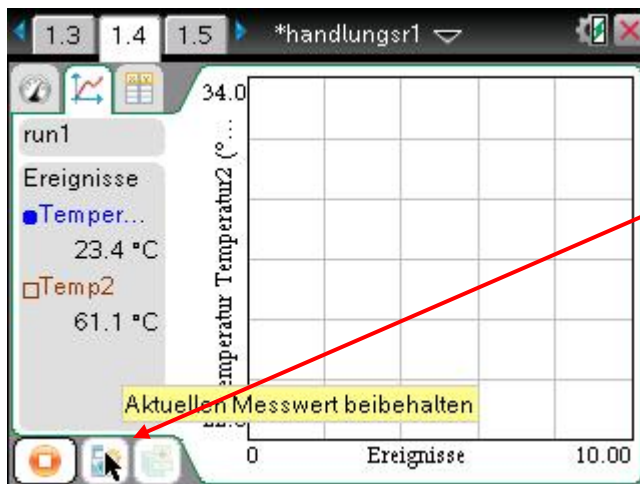 1.3 1.4 1.5 *handlungsr1
run1
Ereignisse
Temper...
23.4 °C
Temp2
61.1 °C
34.0
Temperatur2 (°...
Aktuellen Messwert beibehalten
0 Ereignisse 10.00